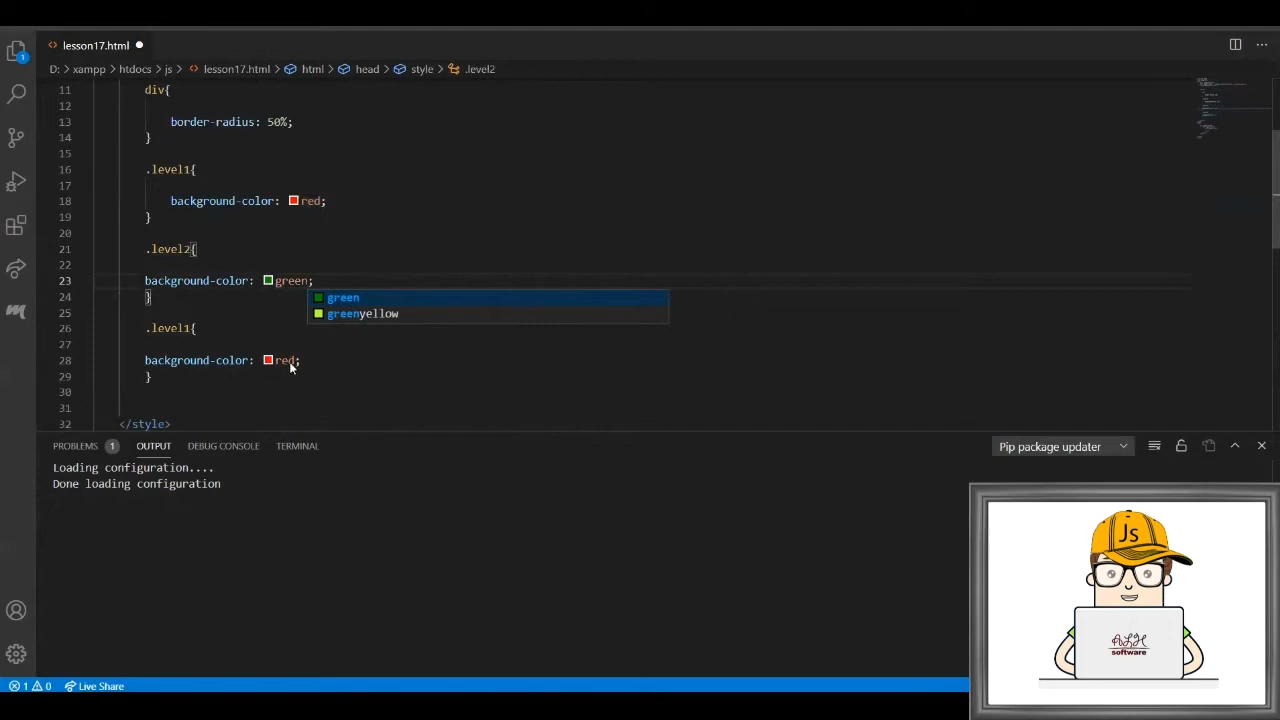 lesson17.html
D: > xampp > htdocs > js > lesson17.html > html > head > style > .level2
11 div{
12
13 border-radius: 50%;
14 }
15
16 .level1{
17
18 background-color: red;
19 }
20
21 .level2{
22
23 background-color: green;
24 }
green
greenyellow
25
26 .level1{
27
28 background-color: red;
29 }
30
31
32 </style>
PROBLEMS 1 OUTPUT DEBUG CONSOLE TERMINAL Pip package updater
Loading configuration....
Done loading configuration
Js
ALH
software
1 0 Live Share
1